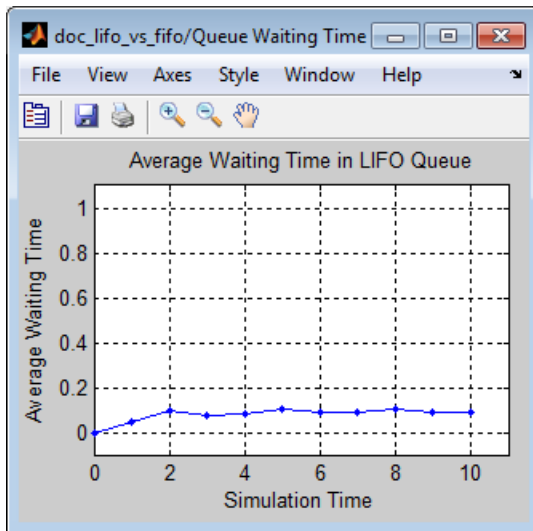 doc_lifo_vs_fifo/Queue Waiting Time
File View Axes Style Window Help
Average Waiting Time in LIFO Queue
Average Waiting Time
1
0.8
0.6
0.4
0.2
0
0 2 4 6 8 10
Simulation Time